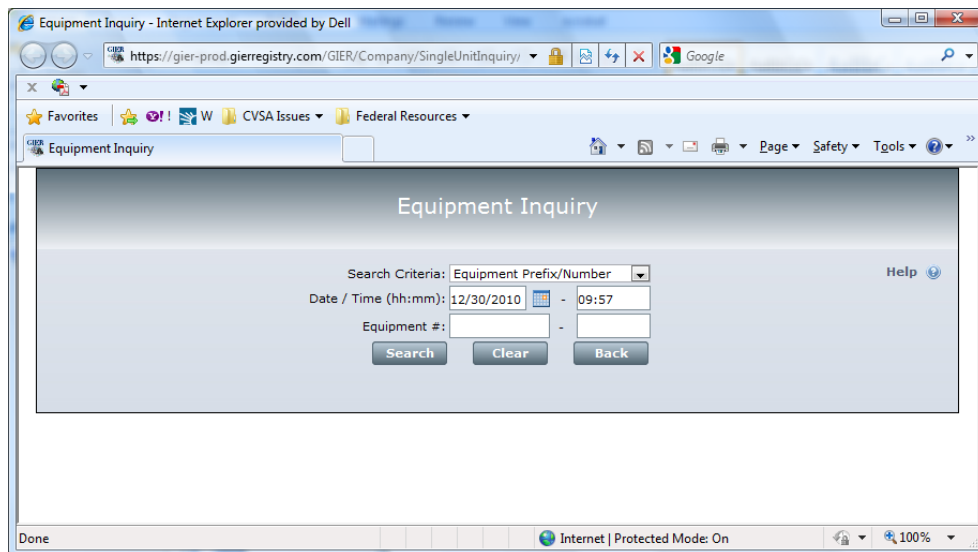 Equipment Inquiry - Internet Explorer provided by Dell
GIER https://gier-prod.gierregistry.com/GIER/Company/SingleUnitInquiry/ Google
Favorites W CVSA Issues Federal Resources
GIER Equipment Inquiry Page Safety Tools
Equipment Inquiry
Search Criteria: Equipment Prefix/Number Help
Date / Time (hh:mm): 12/30/2010 - 09:57
Equipment #: -
Search Clear Back
Done Internet | Protected Mode: On 100%